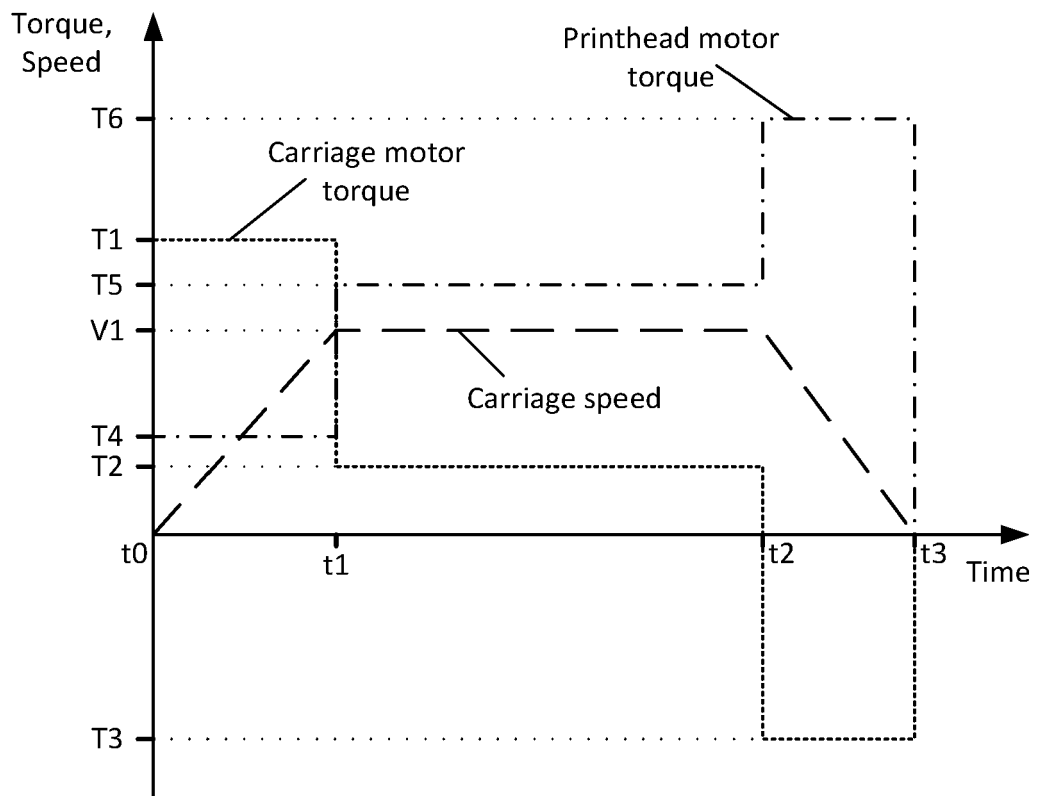 Torque,
Speed
Printhead motor
torque
T6
Carriage motor
torque
T1
T5
V1
Carriage speed
T4
T2
t0
t1
t2
t3
Time
T3